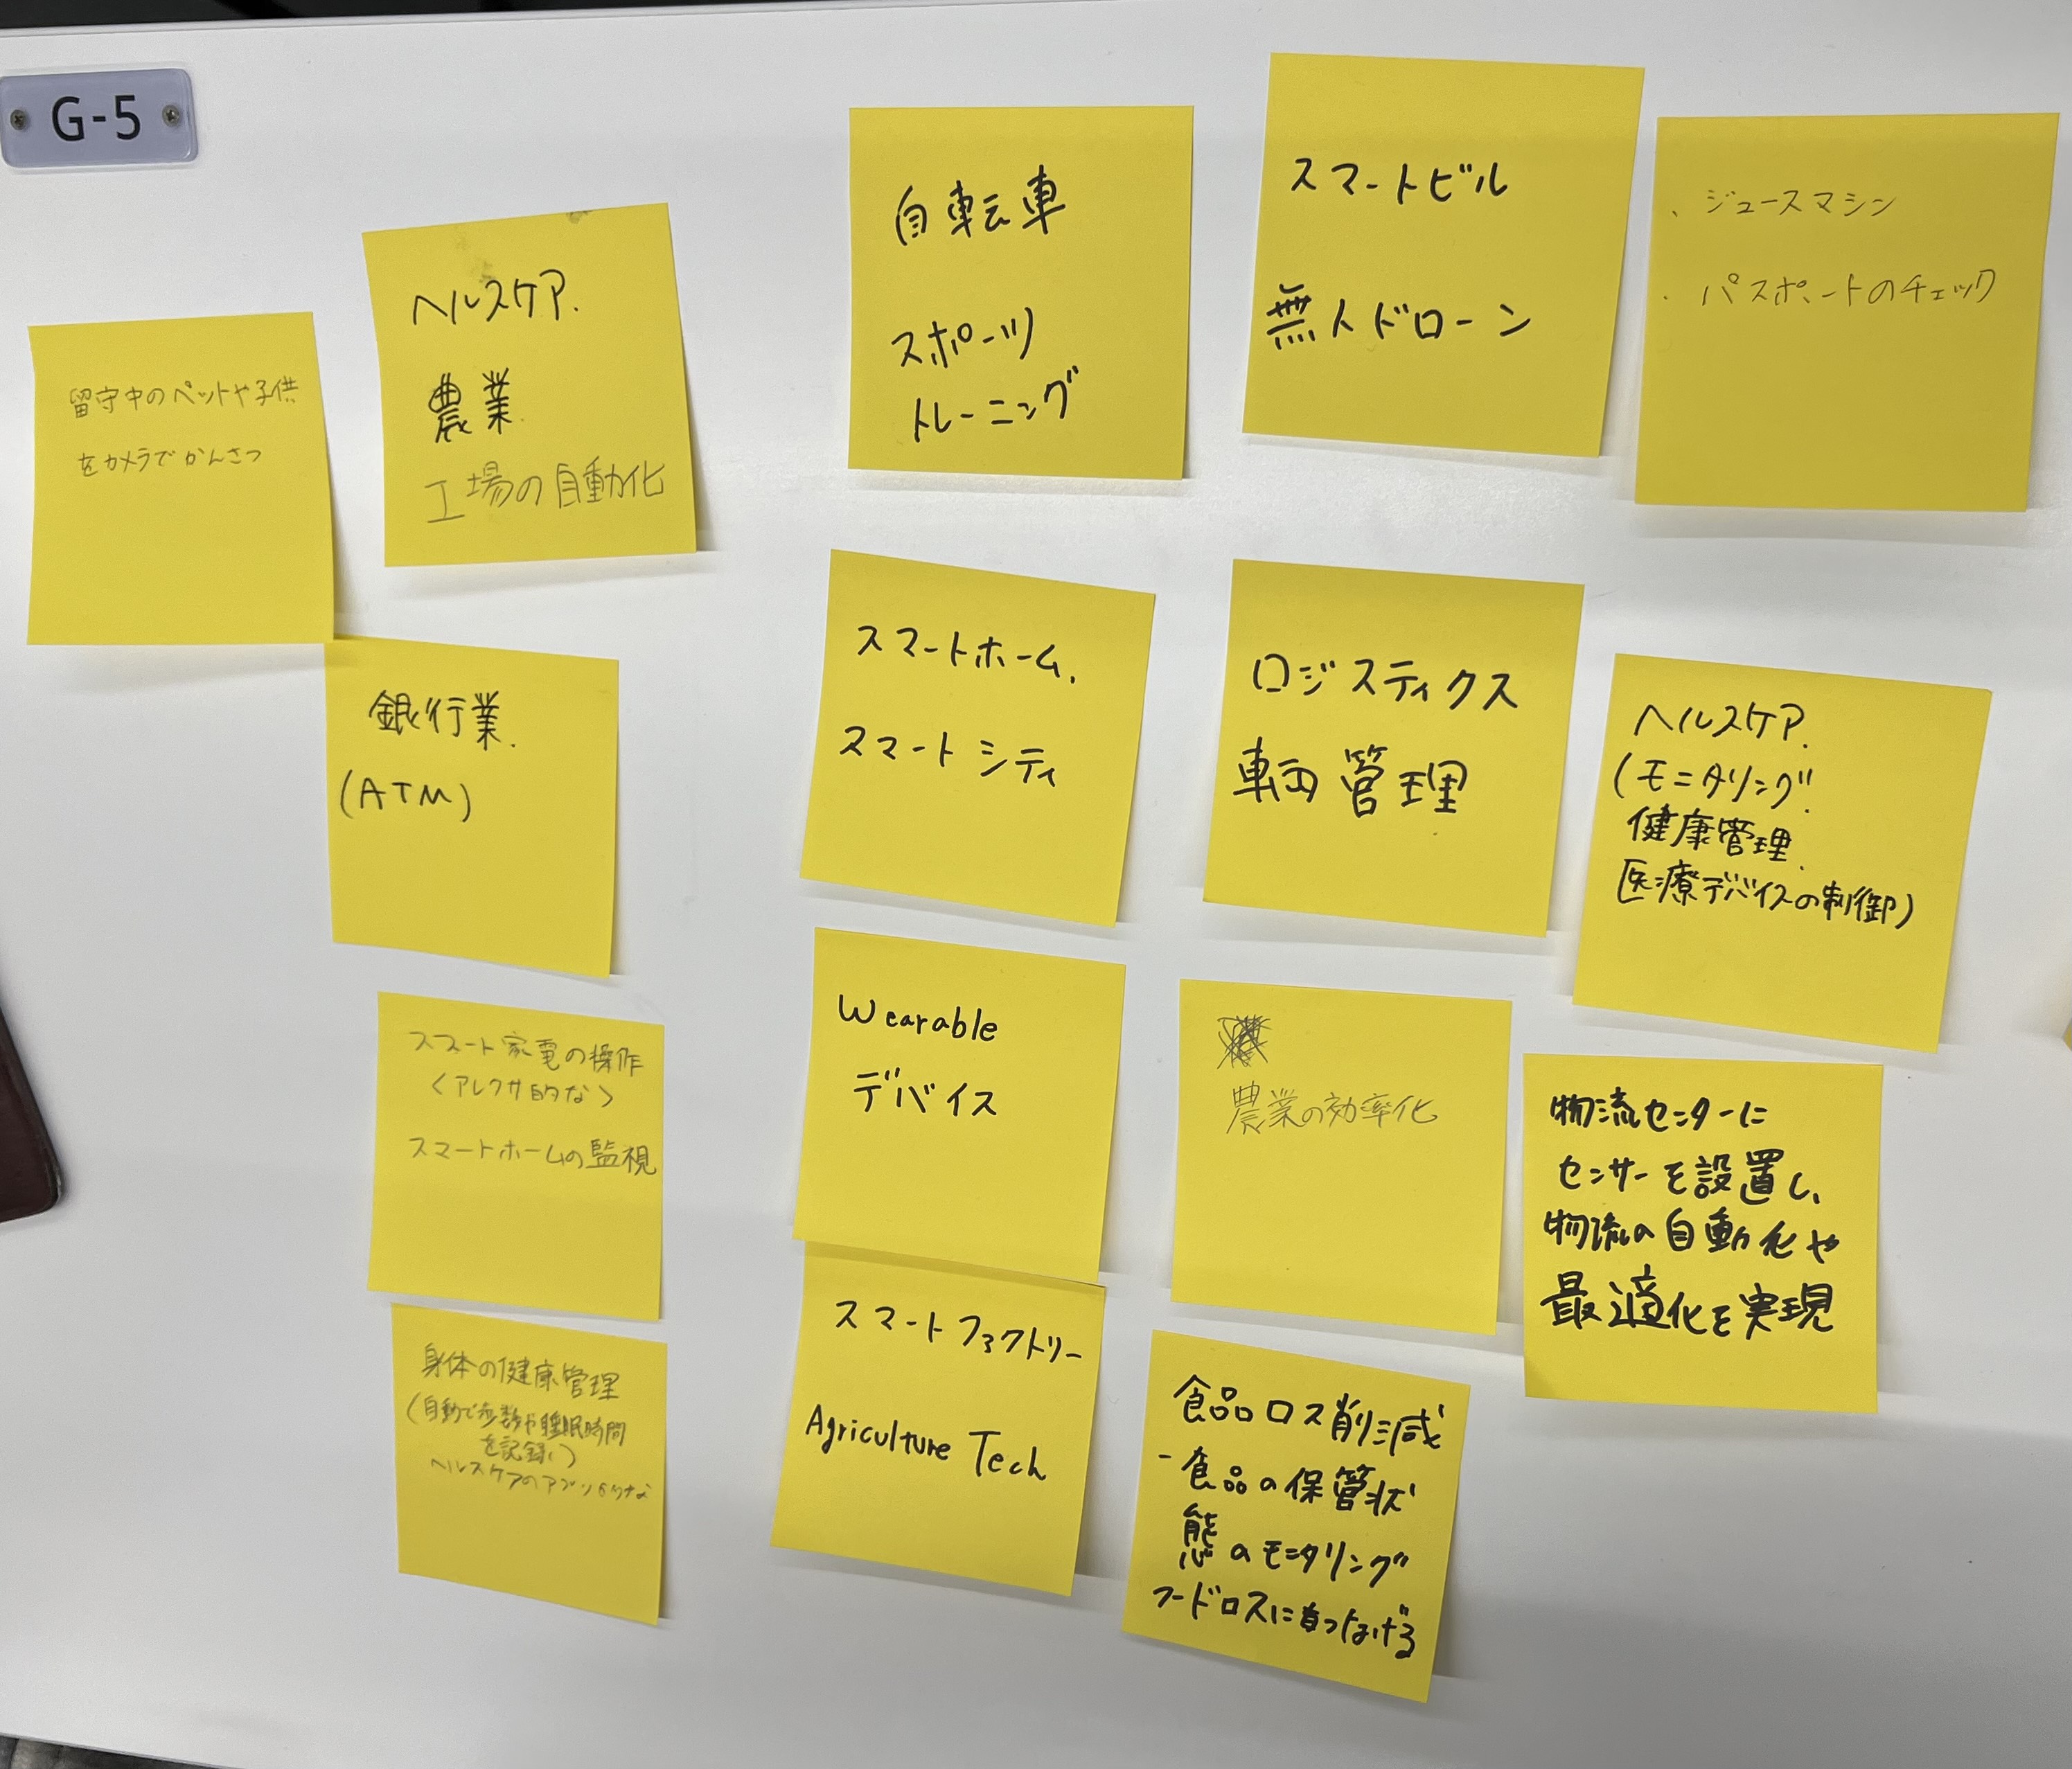 G-5
留守中のペットや子供
をカメラでかんさつ
ヘルスケア.
農業.
工場の自動化
銀行業.
(ATM)
スマート家電の操作
〈アレクサ的な〉
スマートホームの監視
身体の健康管理
(自動で歩数や睡眠時間
を記録。)
ヘルスケアのアプリ的な
自転車
スポーツ
トレーニング
スマートホーム.
スマートシティ
Wearable
デバイス
スマートファクトリー
Agriculture Tech
スマートビル
無人ドローン
ロジスティクス
車両管理
農業の効率化
食品ロス削減
-食品の保管状
態のモニタリング
フードロスに つなげる
・ジュースマシン
・パスポートのチェック
ヘルスケア.
(モニタリング.
健康管理.
医療デバイスの制御)
物流センターに
センサーを設置し、
物流の自動化や
最適化を実現